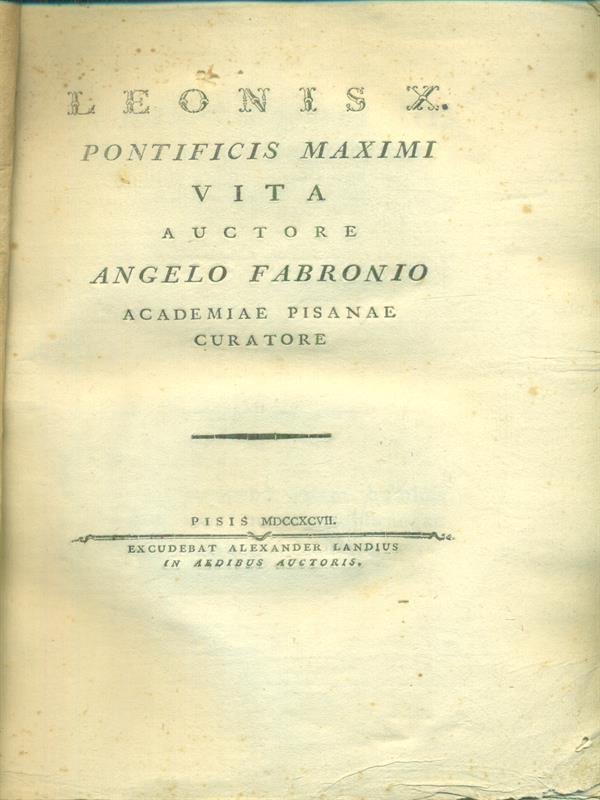 LEONIS X.
PONTIFICIS MAXIMI
VITA
AUCTORE
ANGELO FABRONIO
ACADEMIAE PISANAE
CURATORE
PISIS MDCCXCVII.
EXCUDEBAT ALEXANDER LANDIUS
IN AEDIBUS AUCTORIS.